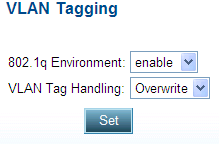 VLAN Tagging
802.1q Environment: enable
VLAN Tag Handling: Overwrite
Set